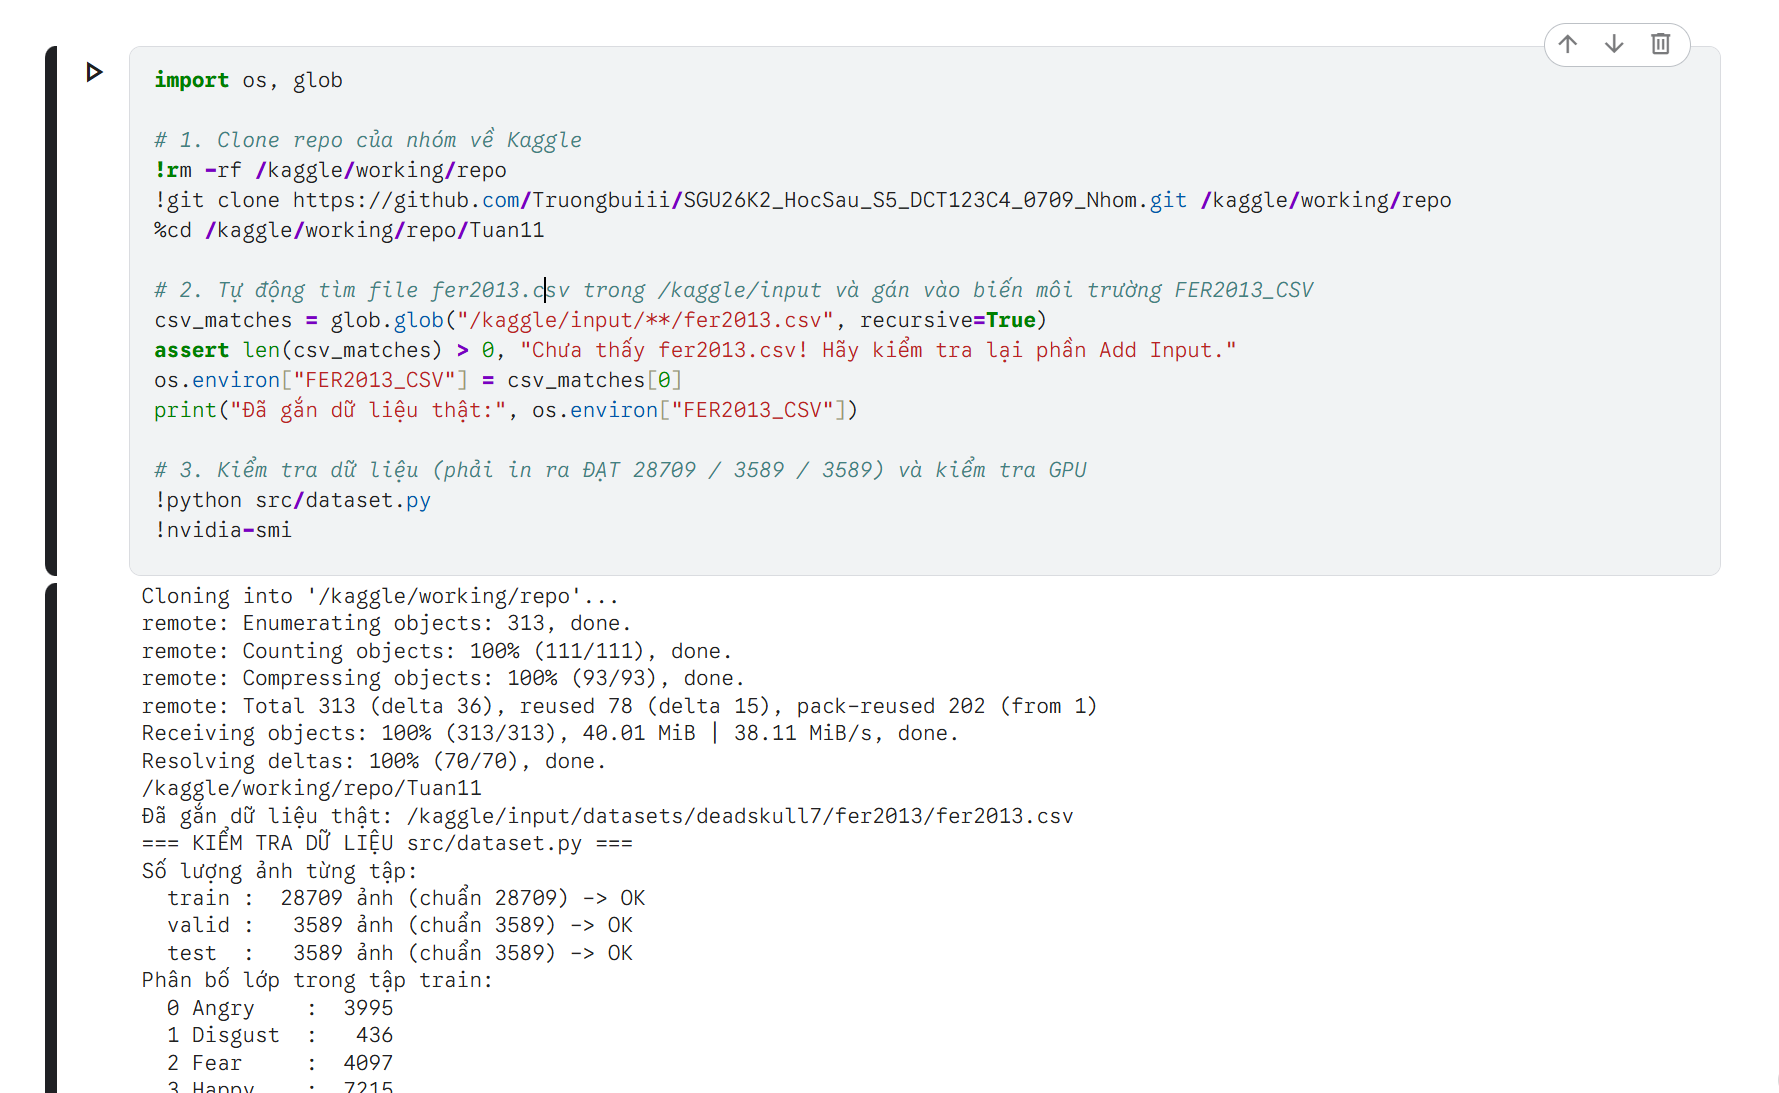 import os, glob
# 1. Clone repo của nhóm về Kaggle
!rm -rf /kaggle/working/repo
!git clone https://github.com/Truongbuiii/SGU26K2_HocSau_S5_DCT123C4_0709_Nhom.git /kaggle/working/repo
%cd /kaggle/working/repo/Tuan11
# 2. Tự động tìm file fer2013.csv trong /kaggle/input và gán vào biến môi trường FER2013_CSV
csv_matches = glob.glob("/kaggle/input/**/fer2013.csv", recursive=True)
assert len(csv_matches) > 0, "Chưa thấy fer2013.csv! Hãy kiểm tra lại phần Add Input."
os.environ["FER2013_CSV"] = csv_matches[0]
print("Đã gắn dữ liệu thật:", os.environ["FER2013_CSV"])
# 3. Kiểm tra dữ liệu (phải in ra ĐẠT 28709 / 3589 / 3589) và kiểm tra GPU
!python src/dataset.py
!nvidia-smi
Cloning into '/kaggle/working/repo'...
remote: Enumerating objects: 313, done.
remote: Counting objects: 100% (111/111), done.
remote: Compressing objects: 100% (93/93), done.
remote: Total 313 (delta 36), reused 78 (delta 15), pack-reused 202 (from 1)
Receiving objects: 100% (313/313), 40.01 MiB | 38.11 MiB/s, done.
Resolving deltas: 100% (70/70), done.
/kaggle/working/repo/Tuan11
Đã gắn dữ liệu thật: /kaggle/input/datasets/deadskull7/fer2013/fer2013.csv
=== KIỂM TRA DỮ LIỆU src/dataset.py ===
Số lượng ảnh từng tập:
train :  28709 ảnh (chuẩn 28709) -> OK
valid :   3589 ảnh (chuẩn 3589) -> OK
test  :   3589 ảnh (chuẩn 3589) -> OK
Phân bố lớp trong tập train:
0 Angry    :  3995
1 Disgust  :   436
2 Fear     :  4097
3 Happy    :  7215